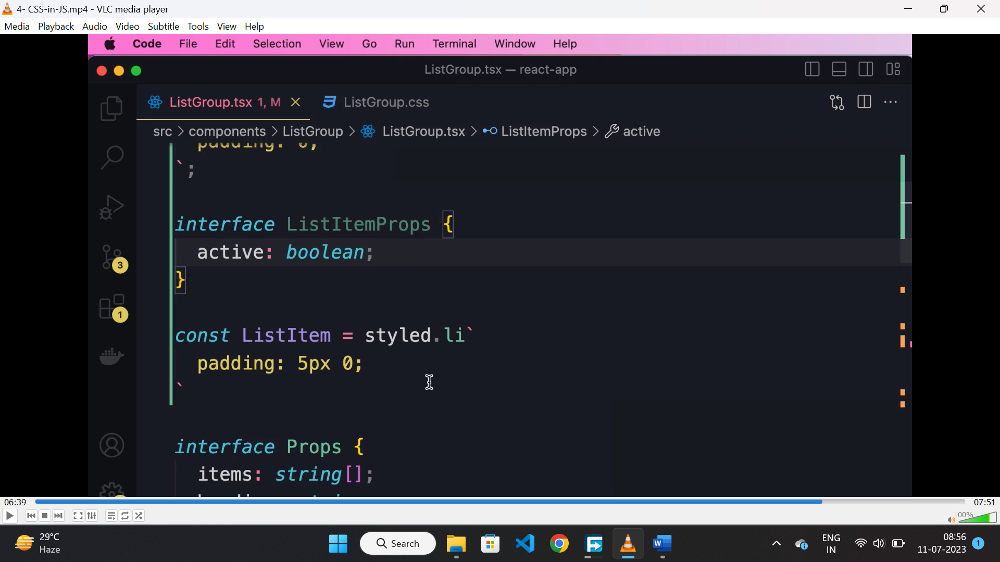 4- CSS-in-JS.mp4 - VLC media player
Media Playback Audio Video Subtitle Tools View Help
Code File Edit Selection View Go Run Terminal Window Help
ListGroup.tsx — react-app
ListGroup.tsx 1, M ListGroup.css
src > components > ListGroup > ListGroup.tsx > ListItemProps > active
padding: 0;
`;
interface ListItemProps {
active: boolean;
}
const ListItem = styled.li`
padding: 5px 0;
`
interface Props {
items: string[];
3
1
06:39 07:51
100%
29°C
Haze
Search
ENG
IN
08:56
11-07-2023
1